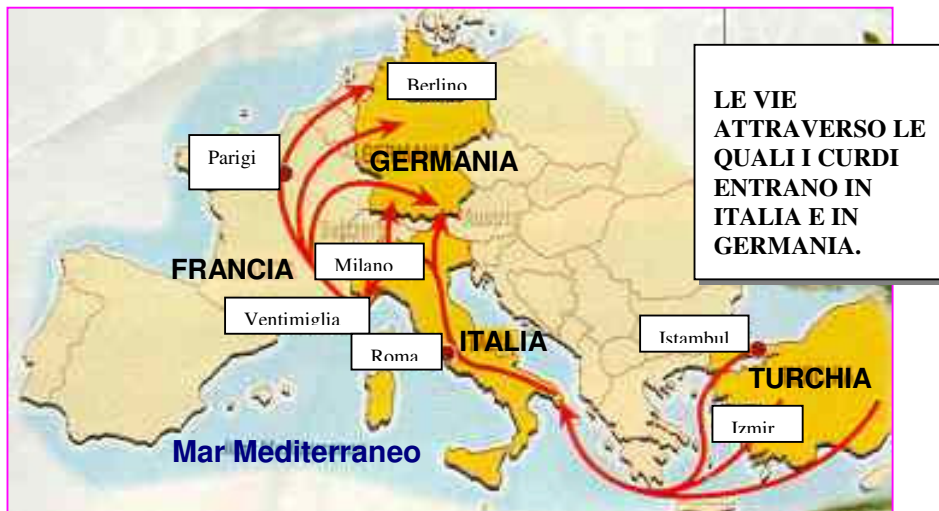 Berlino
Parigi
GERMANIA
FRANCIA
Milano
Ventimiglia
Roma
ITALIA
Istambul
TURCHIA
Izmir
Mar Mediterraneo
LE VIE
ATTRAVERSO LE
QUALI I CURDI
ENTRANO IN
ITALIA E IN
GERMANIA.